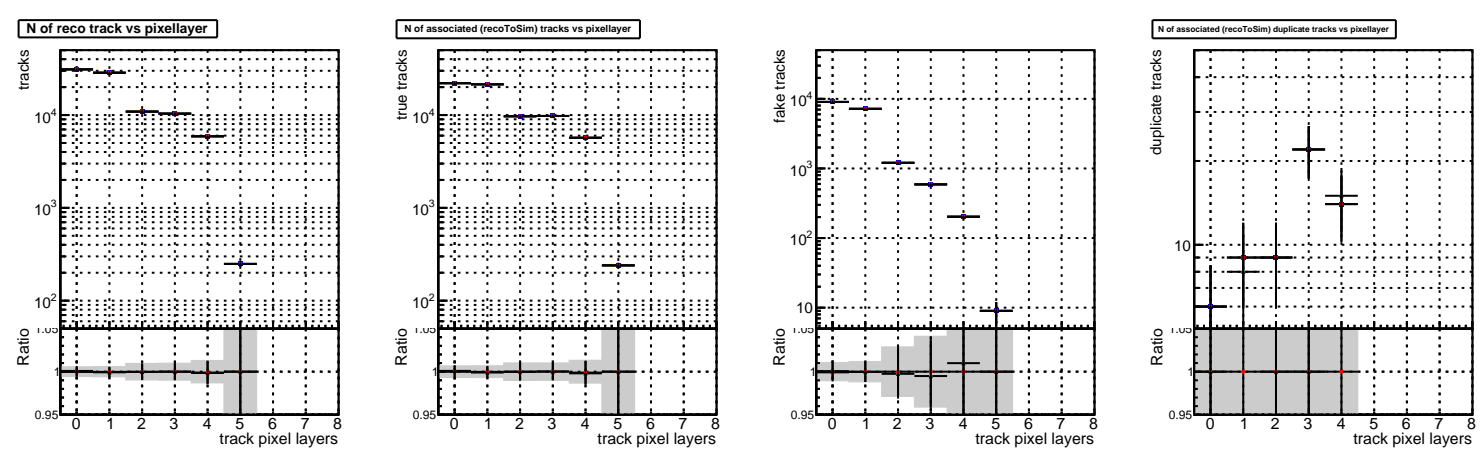 N of reco track vs pixellayer
tracks
10^4
10^3
10^2
Ratio
1.05
1
0.95
0 1 2 3 4 5 6 7 8
track pixel layers
N of associated (recoToSim) tracks vs pixellayer
true tracks
10^4
10^3
10^2
Ratio
1.05
1
0.95
0 1 2 3 4 5 6 7 8
track pixel layers
fake tracks
10^4
10^3
10^2
10
Ratio
1.05
1
0.95
0 1 2 3 4 5 6 7 8
track pixel layers
N of associated (recoToSim) duplicate tracks vs pixellayer
duplicate tracks
10
Ratio
1.05
1
0.95
0 1 2 3 4 5 6 7 8
track pixel layers